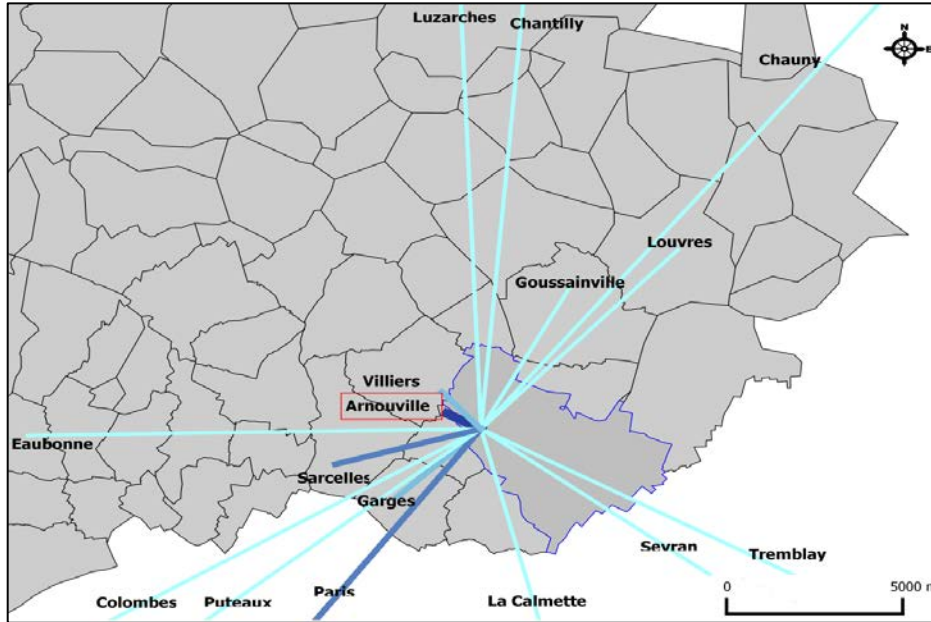 Luzarches
Chantilly
N
E
Chauny
Louvres
Goussainville
Villiers
Arnouville
Eaubonne
Sarcelles
Garges
Sevran
Tremblay
Colombes
Puteaux
Paris
La Calmette
0
5000 m